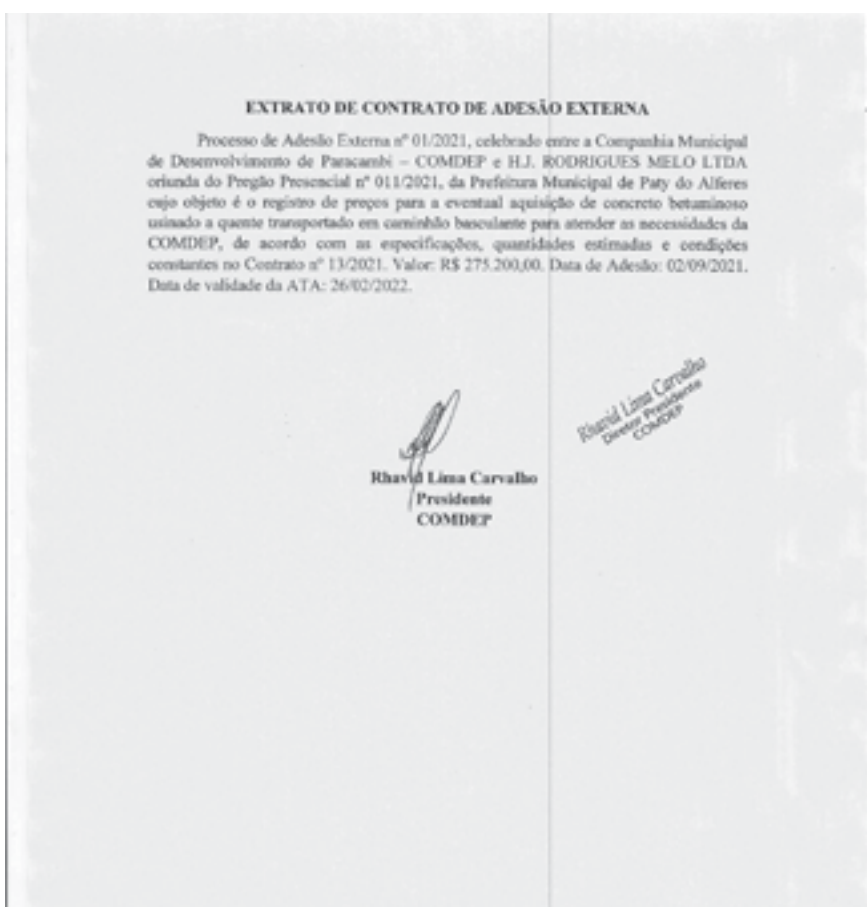 EXTRATO DE CONTRATO DE ADESÃO EXTERNA
Processo de Adesão Externa nº 01/2021, celebrado entre a Companhia Municipal
de Desenvolvimento de Paracambi – COMDEP e H.J. RODRIGUES MELO LTDA
oriunda do Pregão Presencial nº 011/2021, da Prefeitura Municipal de Paty do Alferes
cujo objeto é o registro de preços para a eventual aquisição de concreto betuminoso
usinado a quente transportado em caminhão basculante para atender as necessidades da
COMDEP, de acordo com as especificações, quantidades estimadas e condições
constantes no Contrato nº 13/2021. Valor: R$ 275.200,00. Data de Adesão: 02/09/2021.
Data de validade da ATA: 26/02/2022.
Rhavid Lima Carvalho
Diretor Presidente
COMDEP
Rhavid Lima Carvalho
Presidente
COMDEP